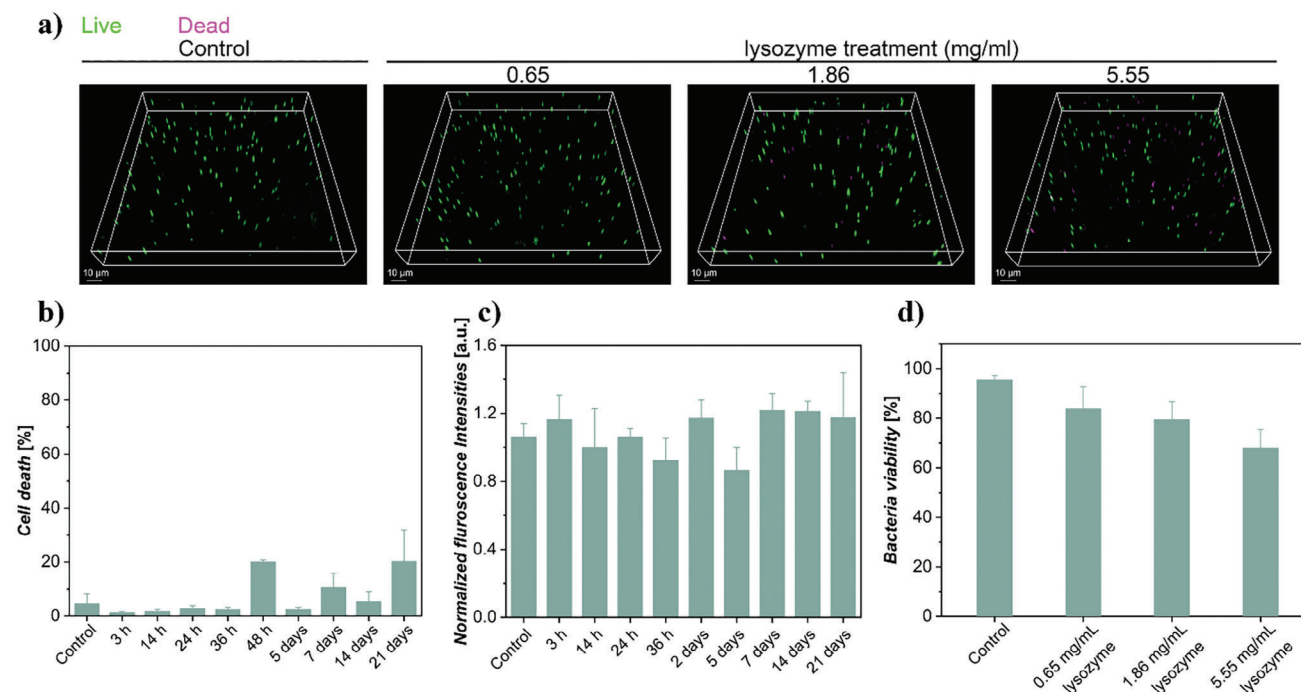 a)
Live Dead
Control
lysozyme treatment (mg/ml)
0.65 1.86 5.55
10 µm 10 µm 10 µm 10 µm
b)
Cell death [%]
100
80
60
40
20
0
Control 3 h 14 h 24 h 36 h 48 h 5 days 7 days 14 days 21 days
c)
Normalized fluroscence Intensities [a.u.]
1.6
1.2
0.8
0.4
0.0
Control 3 h 14 h 24 h 36 h 2 days 5 days 7 days 14 days 21 days
d)
Bacteria viability [%]
100
80
60
40
20
0
Control
0.65 mg/mL
lysozyme
1.86 mg/mL
lysozyme
5.55 mg/mL
lysozyme